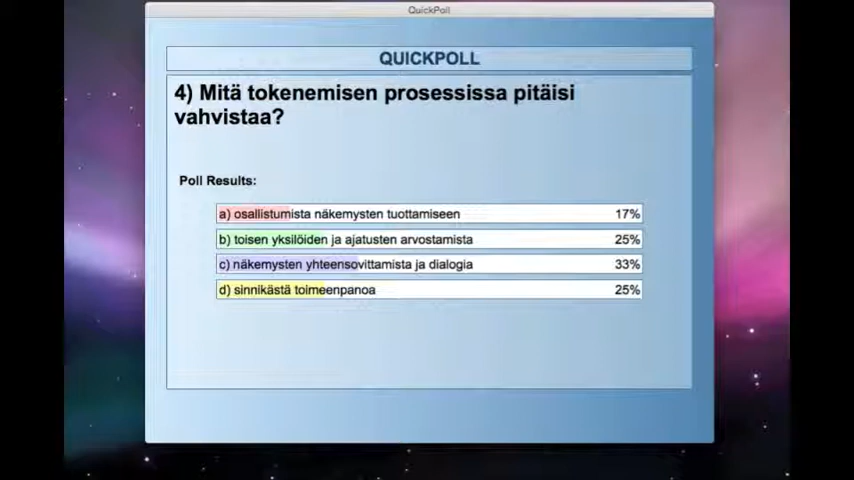 QuickPoll
QUICKPOLL
4) Mitä tokenemisen prosessissa pitäisi
vahvistaa?
Poll Results:
a) osallistumista näkemysten tuottamiseen 17%
b) toisen yksilöiden ja ajatusten arvostamista 25%
c) näkemysten yhteensovittamista ja dialogia 33%
d) sinnikästä toimeenpanoa 25%